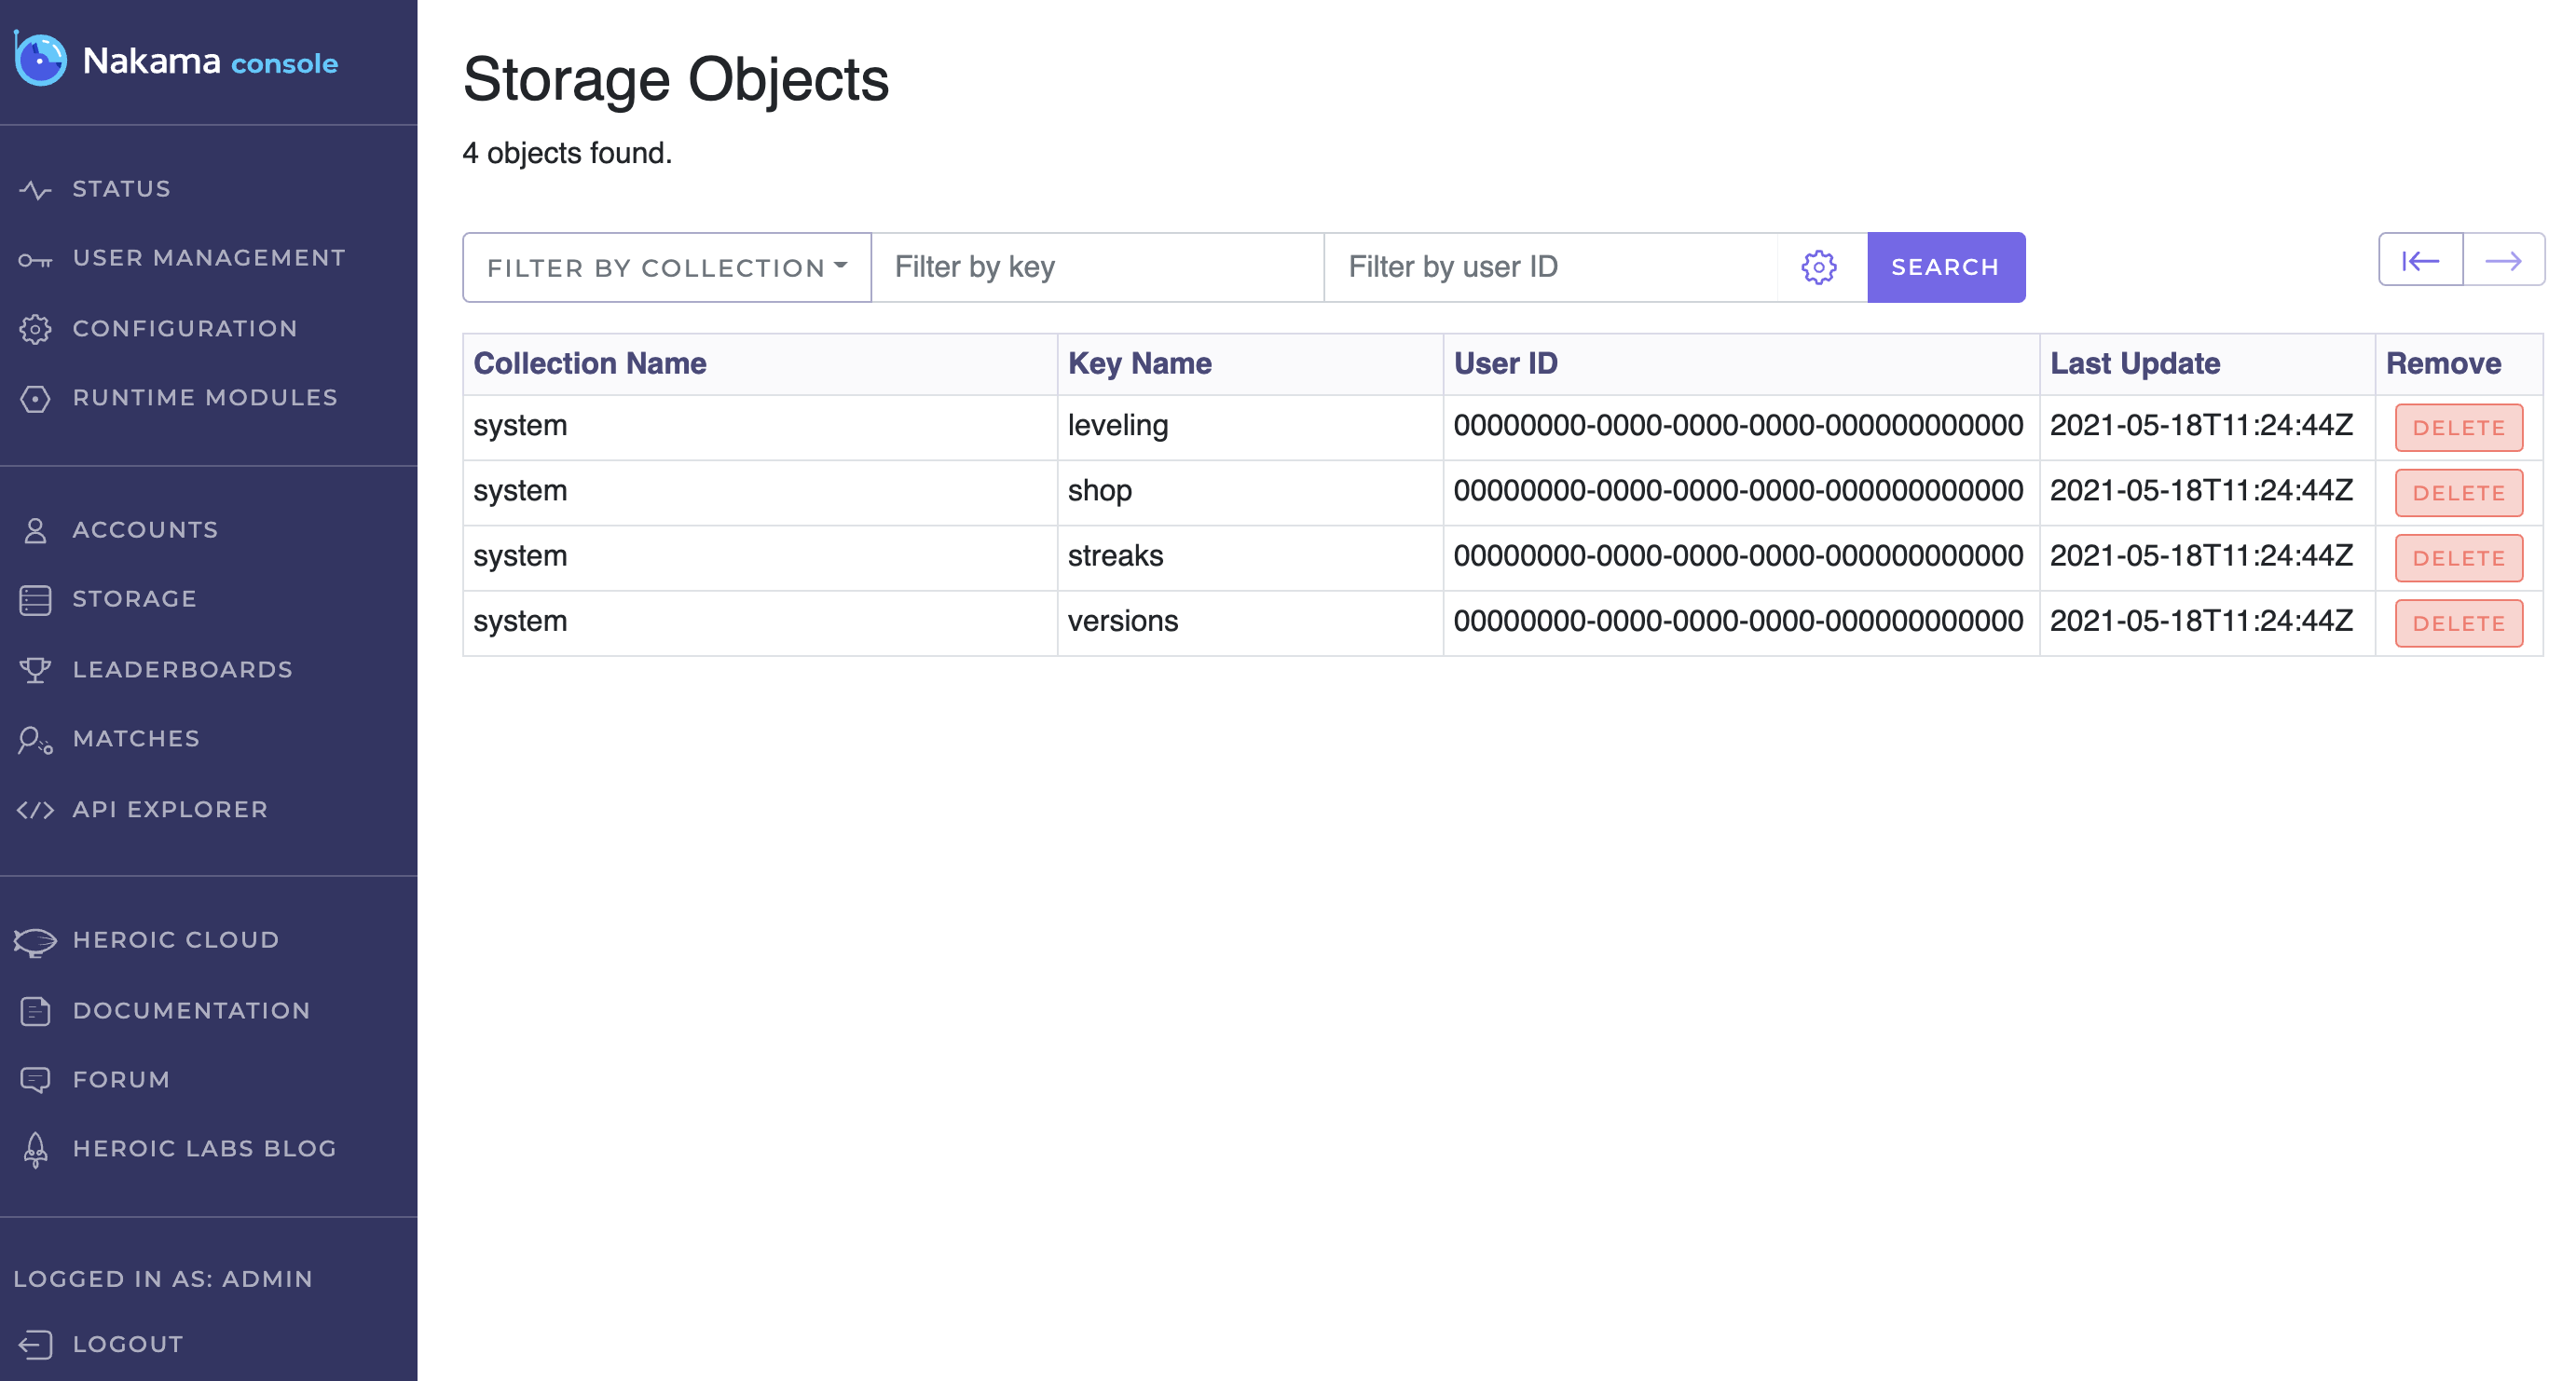 Nakama console
STATUS
USER MANAGEMENT
CONFIGURATION
RUNTIME MODULES
ACCOUNTS
STORAGE
LEADERBOARDS
MATCHES
API EXPLORER
HEROIC CLOUD
DOCUMENTATION
FORUM
HEROIC LABS BLOG
LOGGED IN AS: ADMIN
LOGOUT
Storage Objects
4 objects found.
FILTER BY COLLECTION Filter by key Filter by user ID SEARCH
Collection Name Key Name User ID Last Update Remove
system leveling 00000000-0000-0000-0000-000000000000 2021-05-18T11:24:44Z DELETE
system shop 00000000-0000-0000-0000-000000000000 2021-05-18T11:24:44Z DELETE
system streaks 00000000-0000-0000-0000-000000000000 2021-05-18T11:24:44Z DELETE
system versions 00000000-0000-0000-0000-000000000000 2021-05-18T11:24:44Z DELETE